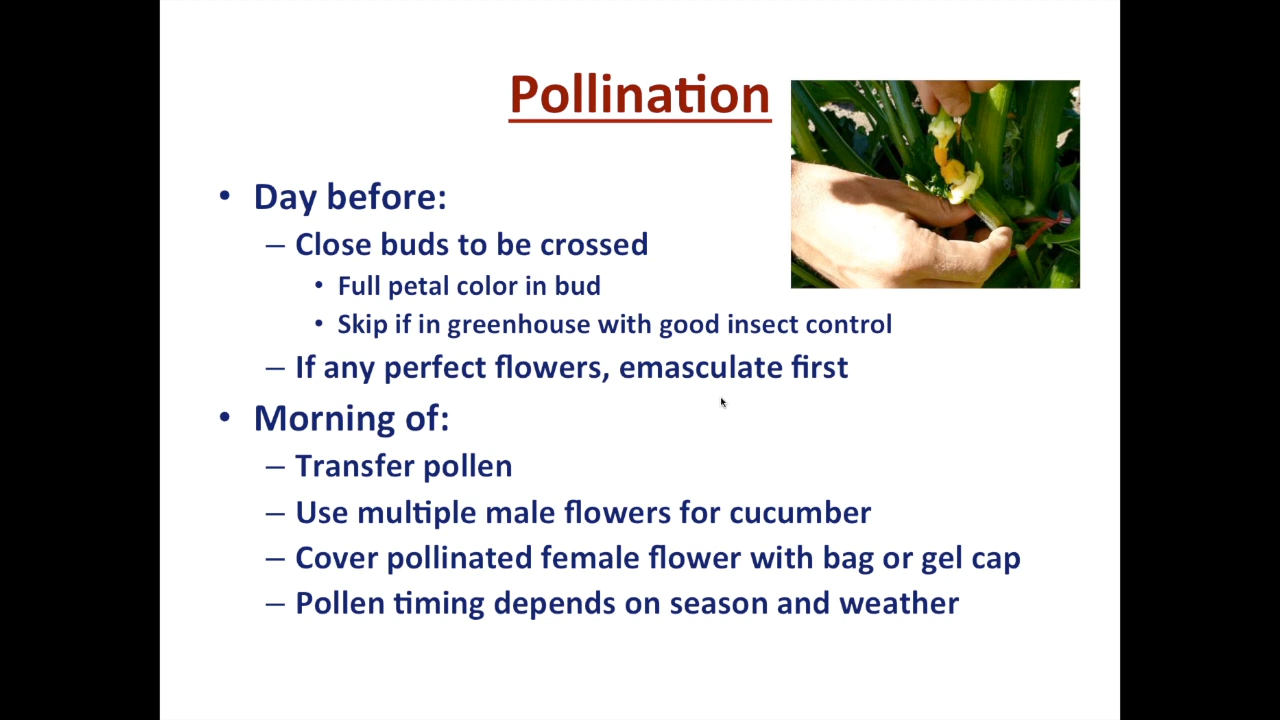 Pollination
• Day before:
– Close buds to be crossed
• Full petal color in bud
• Skip if in greenhouse with good insect control
– If any perfect flowers, emasculate first
• Morning of:
– Transfer pollen
– Use multiple male flowers for cucumber
– Cover pollinated female flower with bag or gel cap
– Pollen timing depends on season and weather